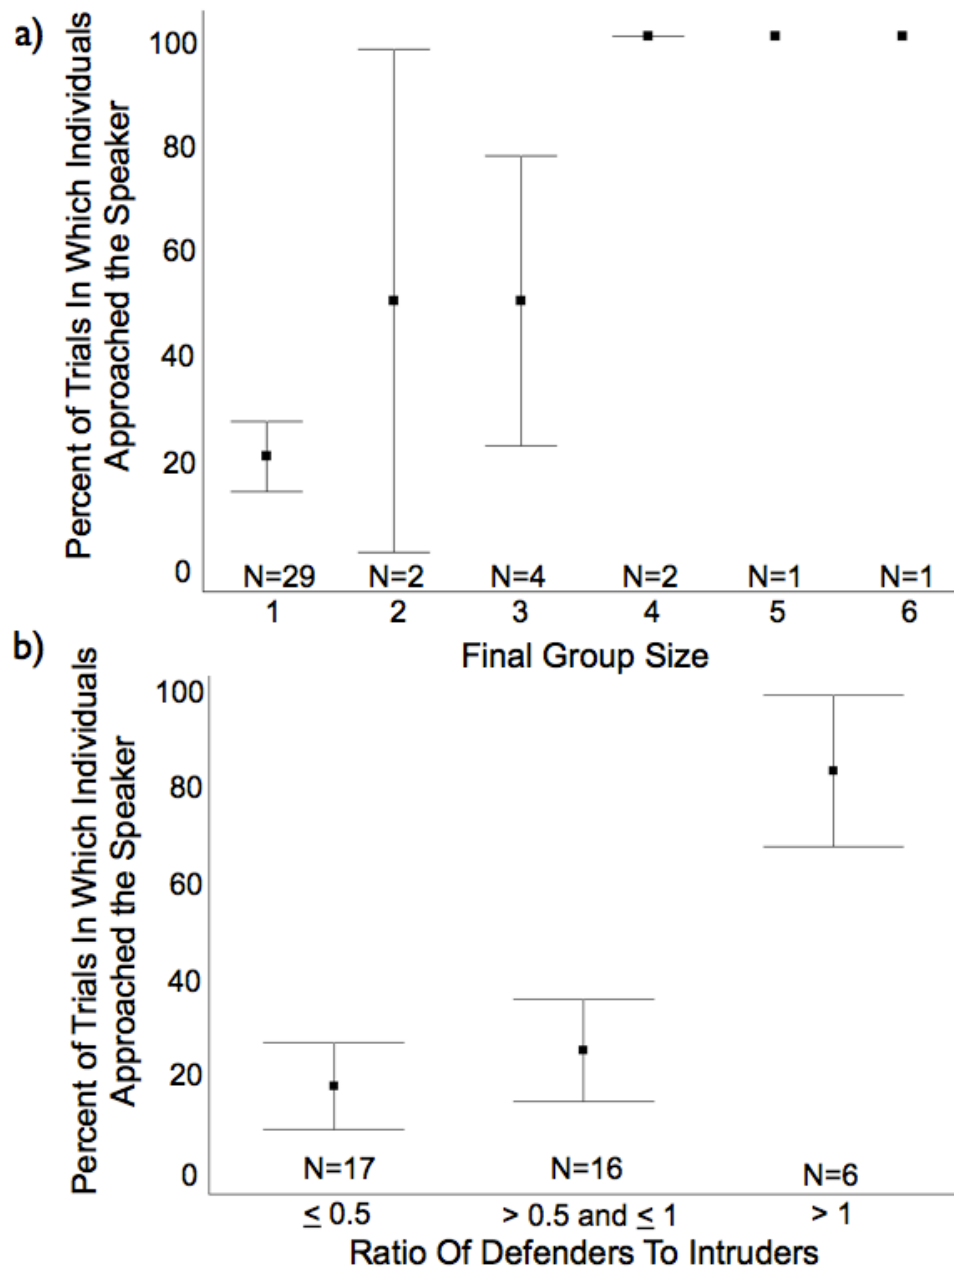 a)
Percent of Trials In Which Individuals
Approached the Speaker
100
80
60
40
20
0
N=29 N=2 N=4 N=2 N=1 N=1
1 2 3 4 5 6
Final Group Size
b)
Percent of Trials In Which Individuals
Approached the Speaker
100
80
60
40
20
0
N=17 N=16 N=6
≤ 0.5 > 0.5 and ≤ 1 > 1
Ratio Of Defenders To Intruders